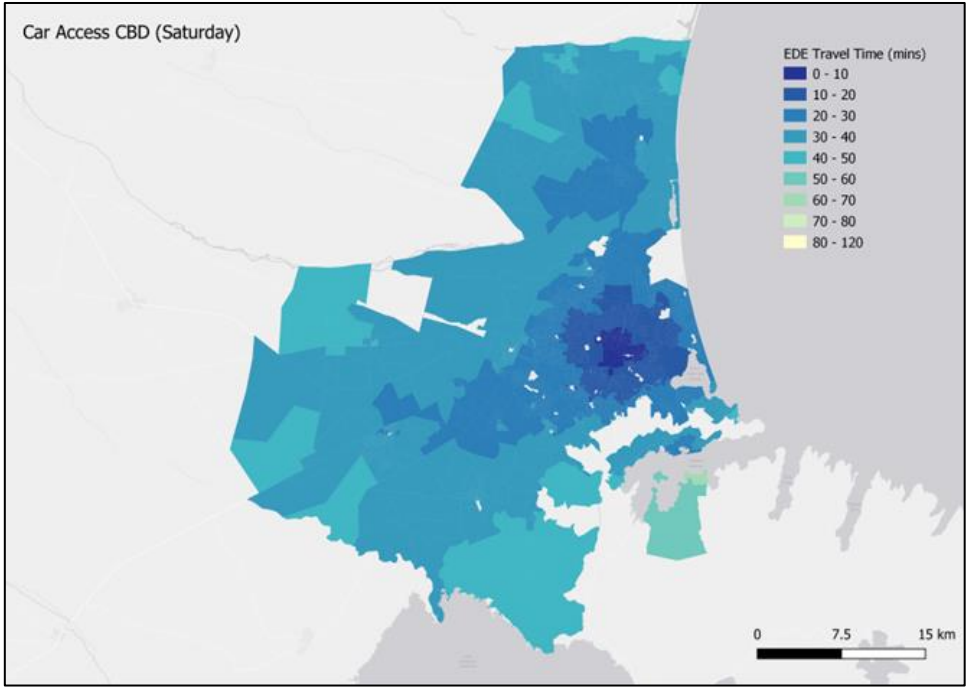 Car Access CBD (Saturday)
EDE Travel Time (mins)
0 - 10
10 - 20
20 - 30
30 - 40
40 - 50
50 - 60
60 - 70
70 - 80
80 - 120
0 7.5 15 km